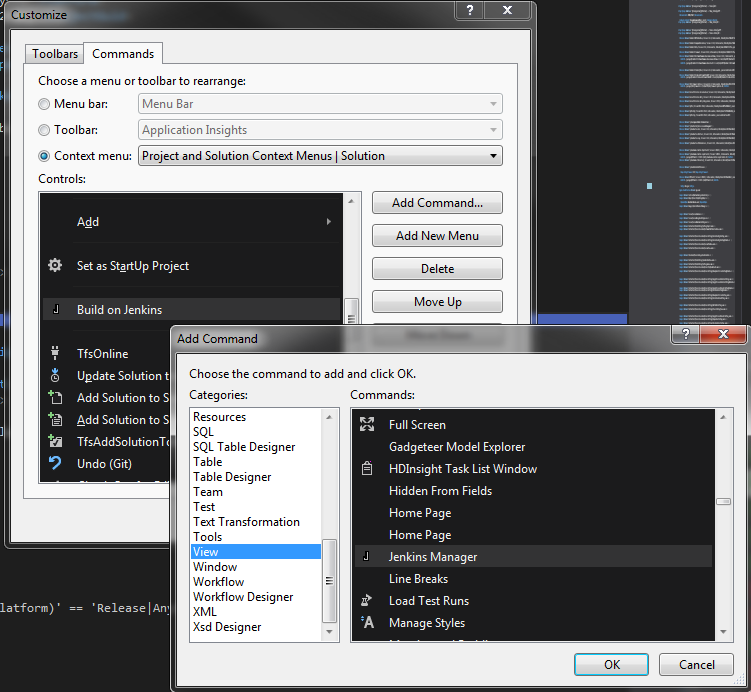 Customize
Toolbars
Commands
Choose a menu or toolbar to rearrange:
Menu bar:
Menu Bar
Toolbar:
Application Insights
Context menu:
Project and Solution Context Menus | Solution
Controls:
Add
Set as StartUp Project
Build on Jenkins
TfsOnline
Update Solution t
Add Solution to S
Add Solution to S
TfsAddSolutionTo
Undo (Git)
Add Command...
Add New Menu
Delete
Move Up
Add Command
Choose the command to add and click OK.
Categories:
Resources
SQL
SQL Table Designer
Table
Table Designer
Team
Test
Text Transformation
Tools
View
Window
Workflow
Workflow Designer
XML
Xsd Designer
Commands:
Full Screen
Gadgeteer Model Explorer
HDInsight Task List Window
Hidden From Fields
Home Page
Home Page
Jenkins Manager
Line Breaks
Load Test Runs
Manage Styles
OK
Cancel
latform)' == 'Release|An